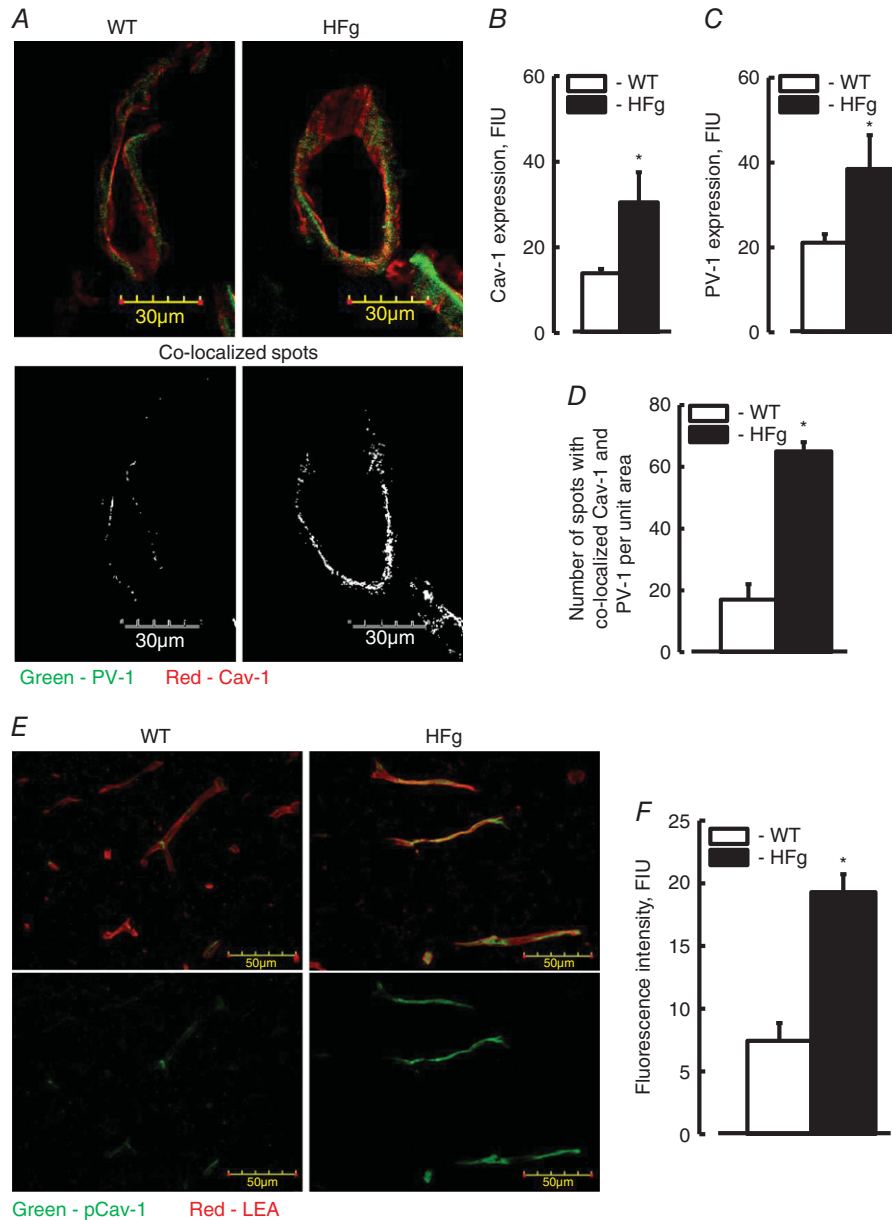 A
WT
HFg
30µm
30µm
Co-localized spots
30µm
30µm
Green - PV-1 Red - Cav-1
B
60
40
20
0
Cav-1 expression, FIU
- WT
- HFg
*
C
60
40
20
0
PV-1 expression, FIU
- WT
- HFg
*
D
80
60
40
20
0
Number of spots with
co-localized Cav-1 and
PV-1 per unit area
- WT
- HFg
*
E
WT
HFg
50µm
50µm
50µm
50µm
Green - pCav-1 Red - LEA
F
25
20
15
10
5
0
Fluorescence intensity, FIU
- WT
- HFg
*